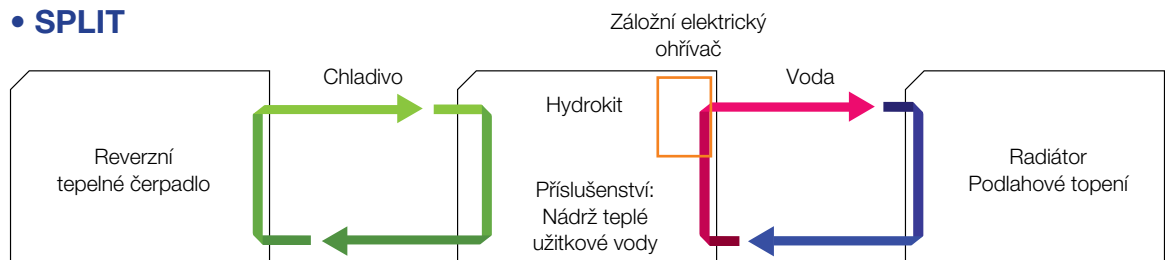 • SPLIT
Záložní elektrický
ohřívač
Chladivo
Voda
Hydrokit
Reverzní
tepelné čerpadlo
Radiátor
Podlahové topení
Příslušenství:
Nádrž teplé
užitkové vody